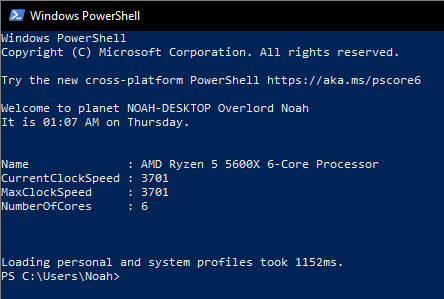 Windows PowerShell
Windows PowerShell
Copyright (C) Microsoft Corporation. All rights reserved.
Try the new cross-platform PowerShell https://aka.ms/pscore6
Welcome to planet NOAH-DESKTOP Overlord Noah
It is 01:07 AM on Thursday.
Name : AMD Ryzen 5 5600X 6-Core Processor
CurrentClockSpeed : 3701
MaxClockSpeed : 3701
NumberOfCores : 6
Loading personal and system profiles took 1152ms.
PS C:\Users\Noah>